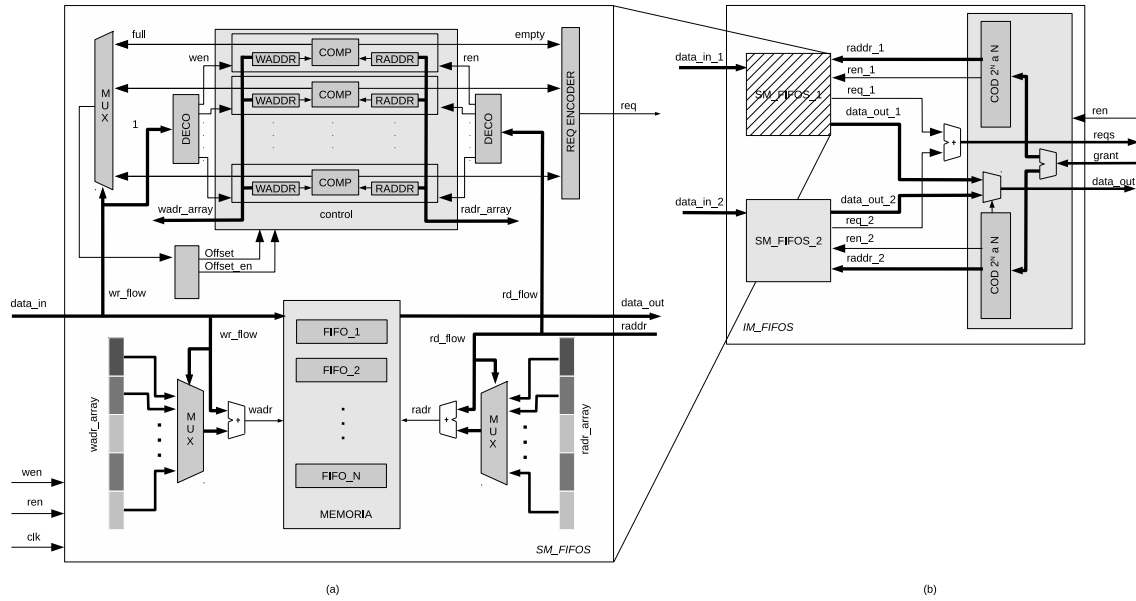 full
empty
wen
ren
WADDR
COMP
RADDR
WADDR
COMP
RADDR
WADDR
COMP
RADDR
MUX
1
DECO
DECO
REQ ENCODER
req
wadr_array
control
radr_array
Offset
Offset_en
wr_flow
rd_flow
data_in
data_out
raddr
wr_flow
rd_flow
FIFO_1
FIFO_2
FIFO_N
MEMORIA
wadr_array
MUX
+
wadr
radr
+
MUX
radr_array
wen
ren
clk
SM_FIFOS
(a)
data_in_1
SM_FIFOS_1
raddr_1
ren_1
req_1
data_out_1
COD 2ᴺ a N
+
ren
reqs
grant
data_out
data_in_2
SM_FIFOS_2
data_out_2
req_2
ren_2
raddr_2
COD 2ᴺ a N
IM_FIFOS
(b)